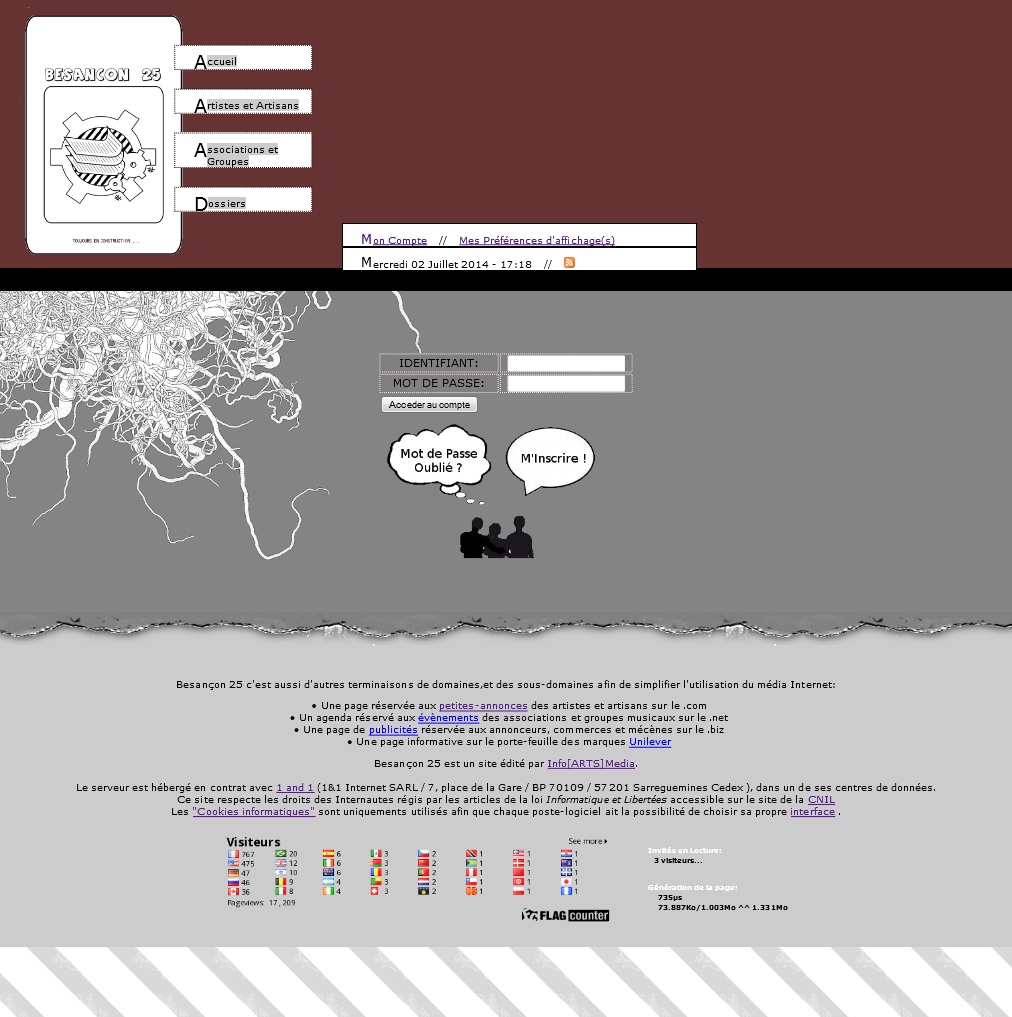 BESANCON 25
TOUJOURS EN CONSTRUCTION ...
Accueil
Artistes et Artisans
Associations et
Groupes
Dossiers
Mon Compte // Mes Préférences d'affichage(s)
Mercredi 02 Juillet 2014 - 17:18 //
IDENTIFIANT:
MOT DE PASSE:
Acceder au compte
Mot de Passe
Oublié ?
M'Inscrire !
Besançon 25 c'est aussi d'autres terminaisons de domaines,et des sous-domaines afin de simplifier l'utilisation du média Internet:
• Une page réservée aux petites-annonces des artistes et artisans sur le .com
• Un agenda réservé aux évènements des associations et groupes musicaux sur le .net
• Une page de publicités réservée aux annonceurs, commerces et mécènes sur le .biz
• Une page informative sur le porte-feuille des marques Unilever
Besançon 25 est un site édité par Info[ARTS]Media.
Le serveur est hébergé en contrat avec 1 and 1 (1&1 Internet SARL / 7, place de la Gare / BP 70109 / 57201 Sarreguemines Cedex ), dans un de ses centres de données.
Ce site respecte les droits des Internautes régis par les articles de la loi Informatique et Libertées accessible sur le site de la CNIL
Les "Cookies informatiques" sont uniquements utilisés afin que chaque poste-logiciel ait la possibilité de choisir sa propre interface .
Visiteurs See more
767 20 6 3 2 1 1 1
475 12 6 3 2 1 1 1
47 10 6 3 2 1 1 1
46 9 4 3 2 1 1 1
36 8 4 3 2 1 1 1
Pageviews: 17,209
FLAG counter
Invités en Lecture:
3 visiteurs...
Génération de la page:
735µs
73.887Ko/1.003Mo ^^ 1.331Mo